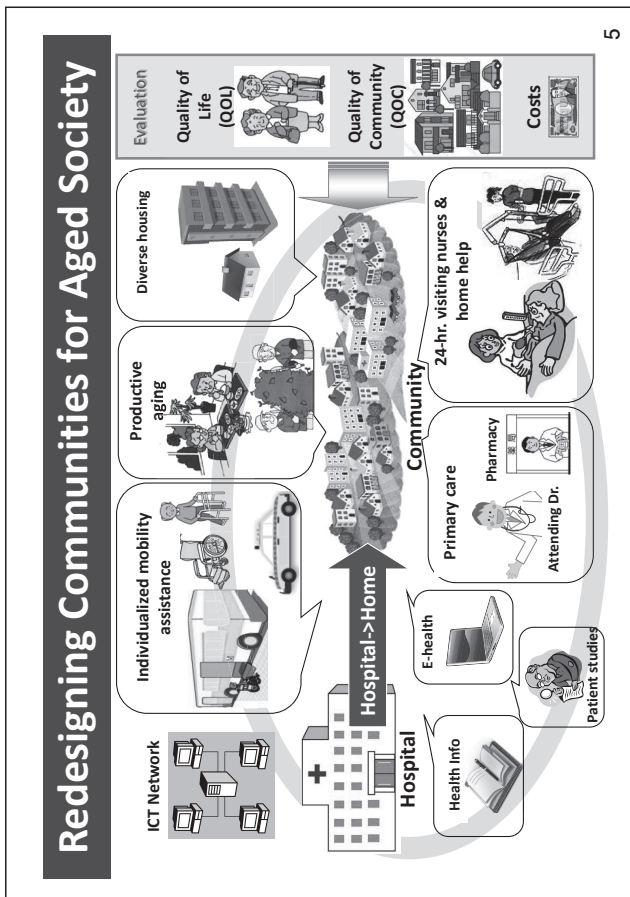 Redesigning Communities for Aged Society
ICT Network
Individualized mobility
assistance
Productive
aging
Diverse housing
Evaluation
Quality of
Life
(QOL)
Quality of
Community
(QOC)
Costs
Hospital->Home
Hospital
Community
Health Info
E-health
Patient studies
Primary care
Attending Dr.
Pharmacy
24-hr. visiting nurses &
home help
5